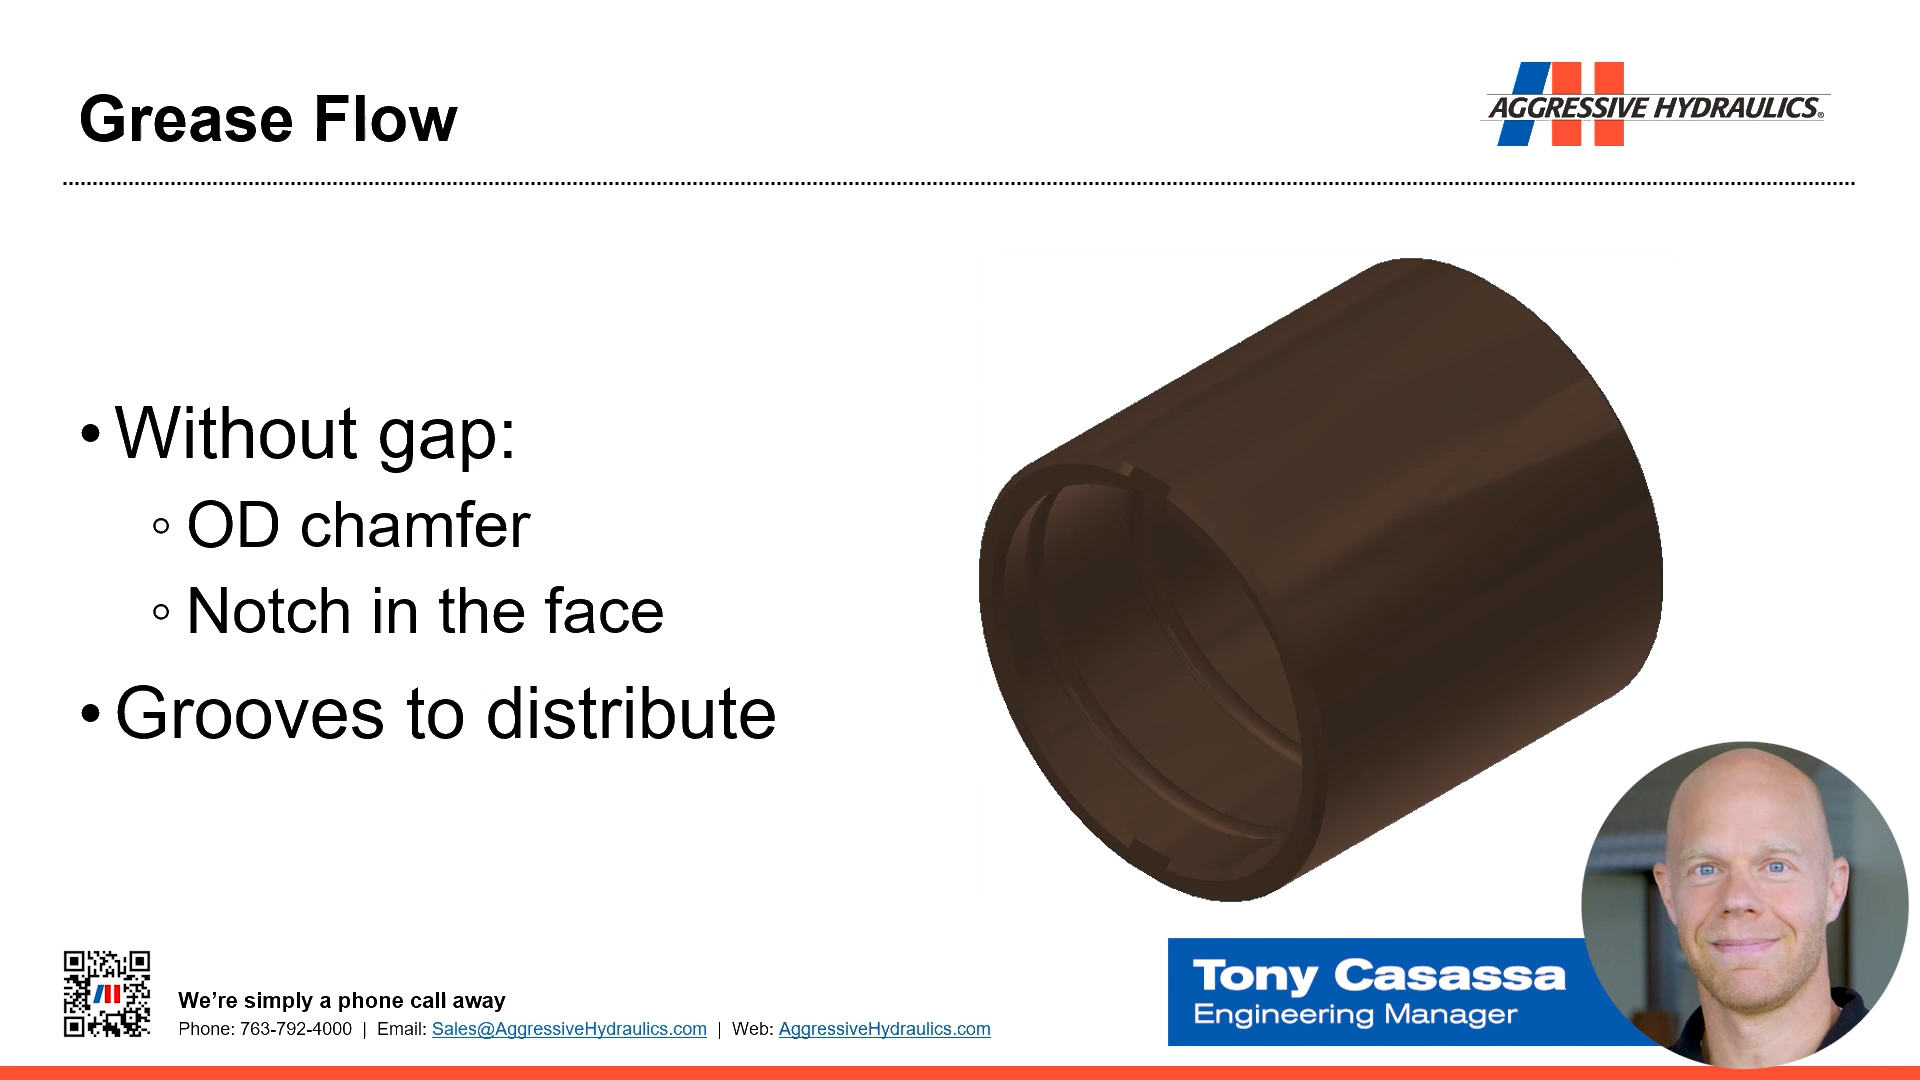 Grease Flow
AGGRESSIVE HYDRAULICS®
• Without gap:
◦ OD chamfer
◦ Notch in the face
• Grooves to distribute
We’re simply a phone call away
Phone: 763-792-4000 | Email: Sales@AggressiveHydraulics.com | Web: AggressiveHydraulics.com
Tony Casassa
Engineering Manager